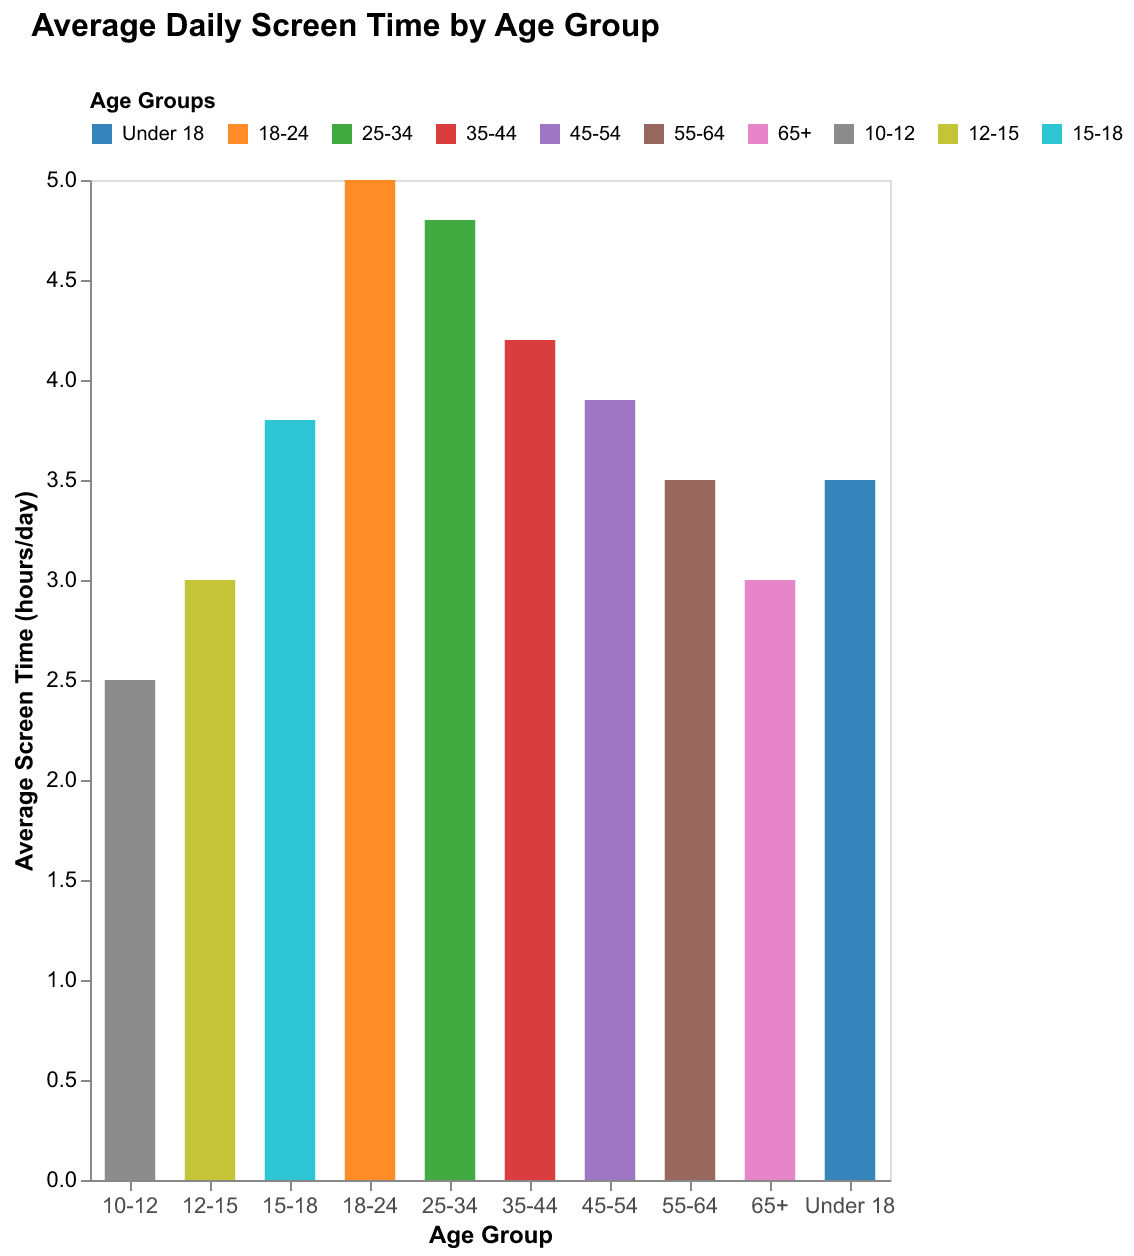 Average Daily Screen Time by Age Group
Age Groups
Under 18 18-24 25-34 35-44 45-54 55-64 65+ 10-12 12-15 15-18
5.0
4.5
4.0
3.5
3.0
2.5
2.0
1.5
1.0
0.5
0.0
Average Screen Time (hours/day)
10-12 12-15 15-18 18-24 25-34 35-44 45-54 55-64 65+ Under 18
Age Group